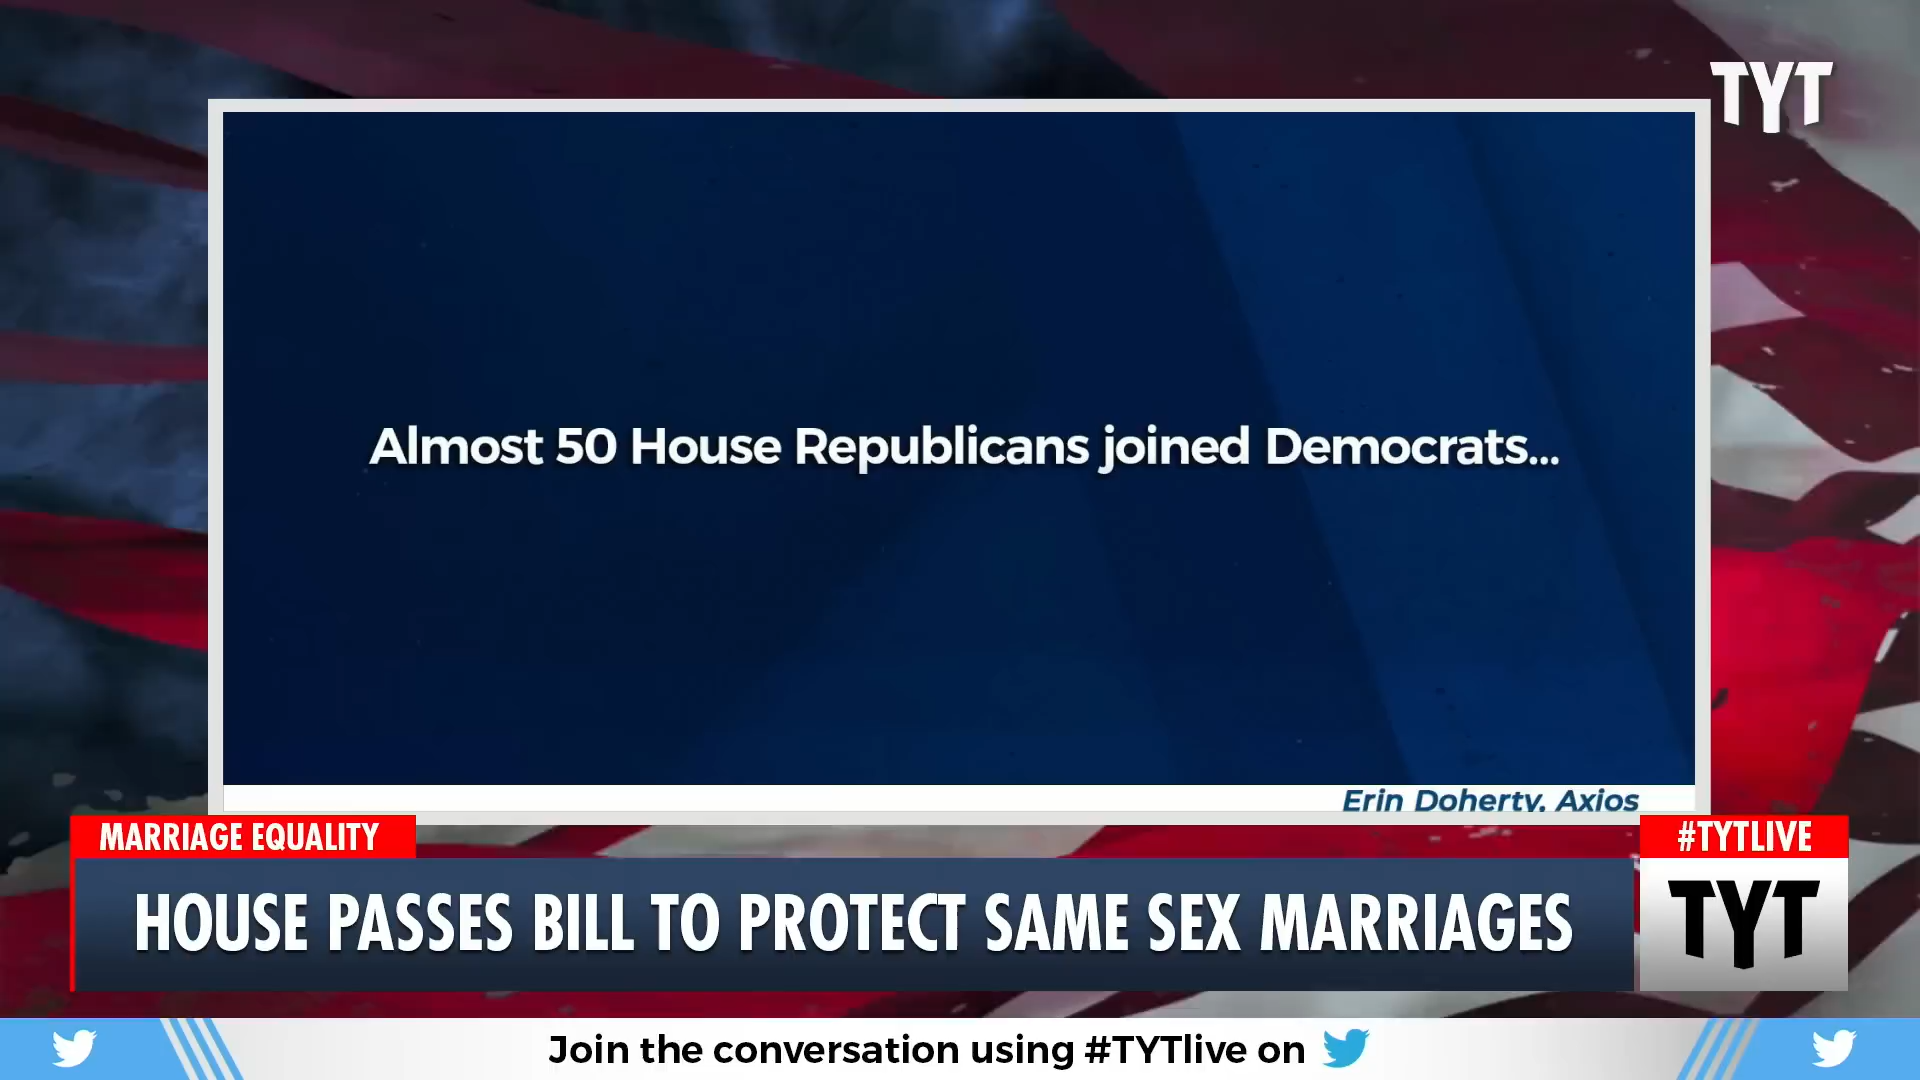 TYT
Almost 50 House Republicans joined Democrats...
Erin Doherty, Axios
MARRIAGE EQUALITY
#TYTLIVE
HOUSE PASSES BILL TO PROTECT SAME SEX MARRIAGES
TYT
Join the conversation using #TYTlive on